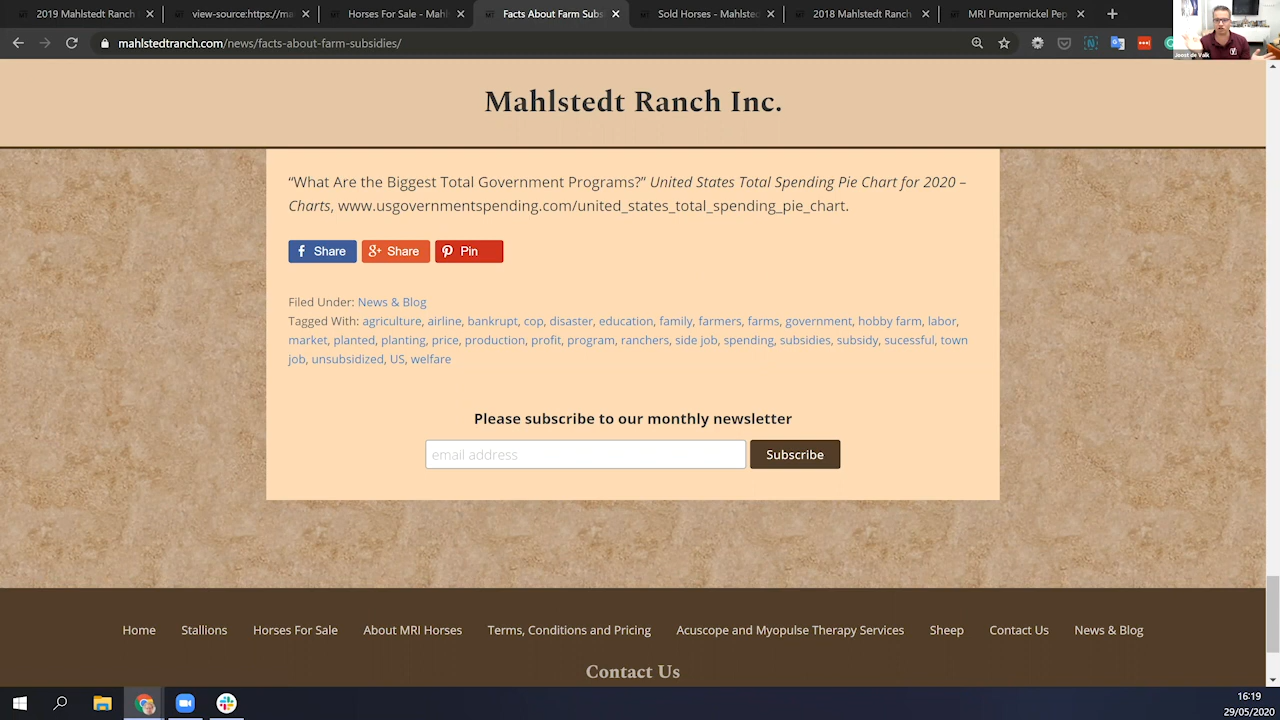 2019 Mahlstedt Ranch
view-source:https://ma
Horses For Sale - Mahl
Facts About Farm Subs
Sold Horses - Mahlsted
2018 Mahlstedt Ranch
MRI Pumpernickel Pep
mahlstedtranch.com/news/facts-about-farm-subsidies/
Joost de Valk
Mahlstedt Ranch Inc.
“What Are the Biggest Total Government Programs?” United States Total Spending Pie Chart for 2020 –
Charts, www.usgovernmentspending.com/united_states_total_spending_pie_chart.
Share
G+ Share
Pin
Filed Under: News & Blog
Tagged With: agriculture, airline, bankrupt, cop, disaster, education, family, farmers, farms, government, hobby farm, labor,
market, planted, planting, price, production, profit, program, ranchers, side job, spending, subsidies, subsidy, sucessful, town
job, unsubsidized, US, welfare
Please subscribe to our monthly newsletter
email address
Subscribe
Home
Stallions
Horses For Sale
About MRI Horses
Terms, Conditions and Pricing
Acuscope and Myopulse Therapy Services
Sheep
Contact Us
News & Blog
Contact Us
16:19
29/05/2020